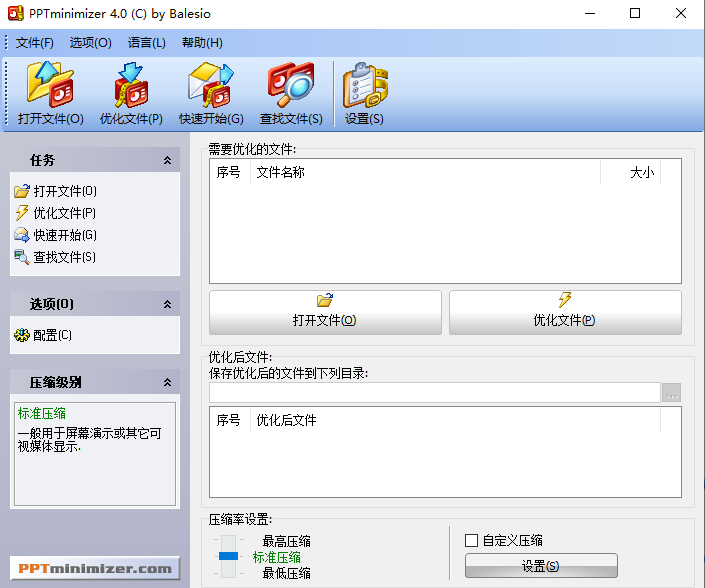 PPTminimizer 4.0 (C) by Balesio
文件(F) 选项(O) 语言(L) 帮助(H)
打开文件(O) 优化文件(P) 快速开始(G) 查找文件(S) 设置(S)
任务
打开文件(O)
优化文件(P)
快速开始(G)
查找文件(S)
选项(O)
配置(C)
压缩级别
标准压缩
一般用于屏幕演示或其它可
视媒体显示.
PPTminimizer.com
需要优化的文件:
序号 文件名称 大小
打开文件(O) 优化文件(P)
优化后文件:
保存优化后的文件到下列目录:
...
序号 优化后文件
压缩率设置:
最高压缩
标准压缩
最低压缩
自定义压缩
设置(S)